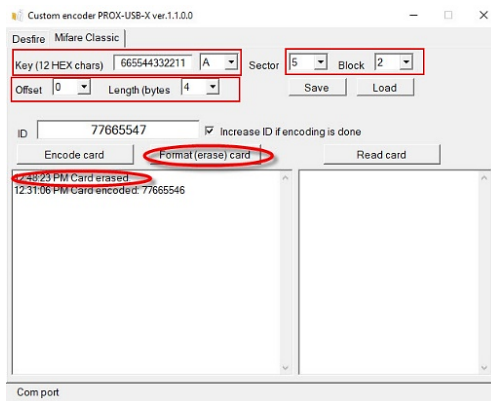 Custom encoder PROX-USB-X ver.1.1.0.0
Desfire Mifare Classic
Key (12 HEX chars) 665544332211 A Sector 5 Block 2
Offset 0 Length (bytes 4 Save Load
ID 77665547 Increase ID if encoding is done
Encode card Format (erase) card Read card
12:48:23 PM Card erased
12:31:06 PM Card encoded: 77665546
Com port